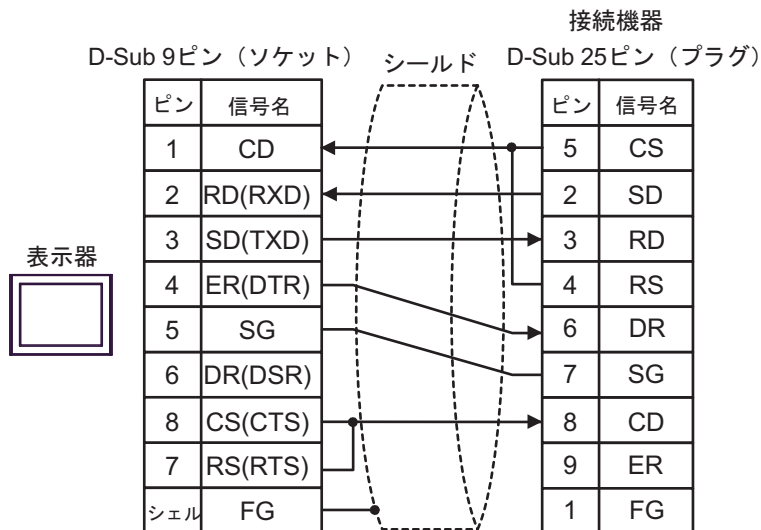 接続機器
D-Sub 9ピン（ソケット） シールド D-Sub 25ピン（プラグ）
ピン 信号名 ピン 信号名
1 CD 5 CS
2 RD(RXD) 2 SD
3 SD(TXD) 3 RD
表示器
4 ER(DTR) 4 RS
5 SG 6 DR
6 DR(DSR) 7 SG
8 CS(CTS) 8 CD
7 RS(RTS) 9 ER
シェル FG 1 FG